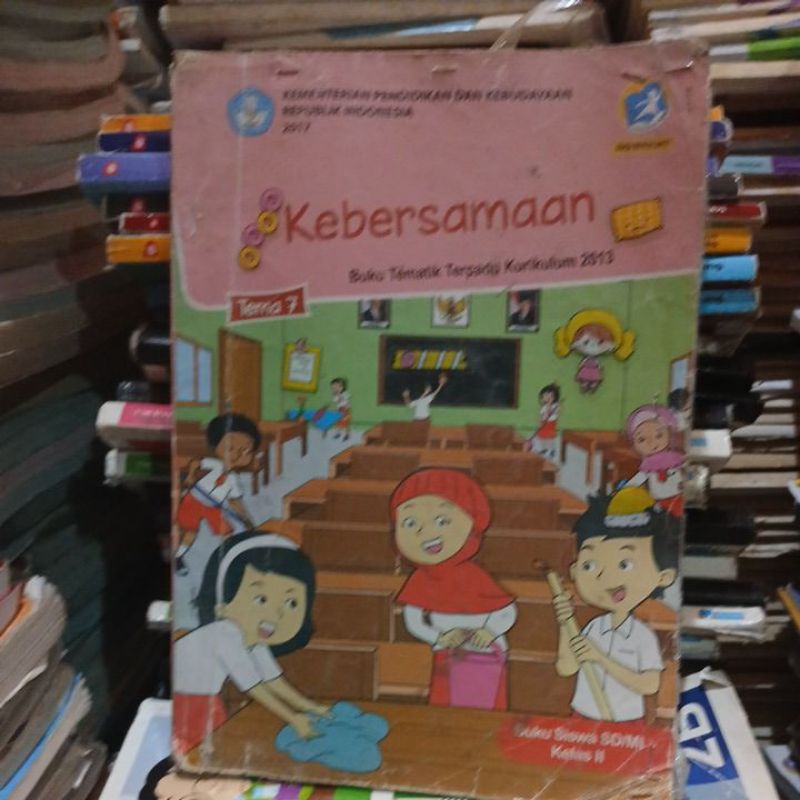 KEMENTERIAN PENDIDIKAN DAN KEBUDAYAAN
REPUBLIK INDONESIA
2017
Kebersamaan
Buku Tematik Terpadu Kurikulum 2013
Tema 7
Buku Siswa SD/MI
Kelas II